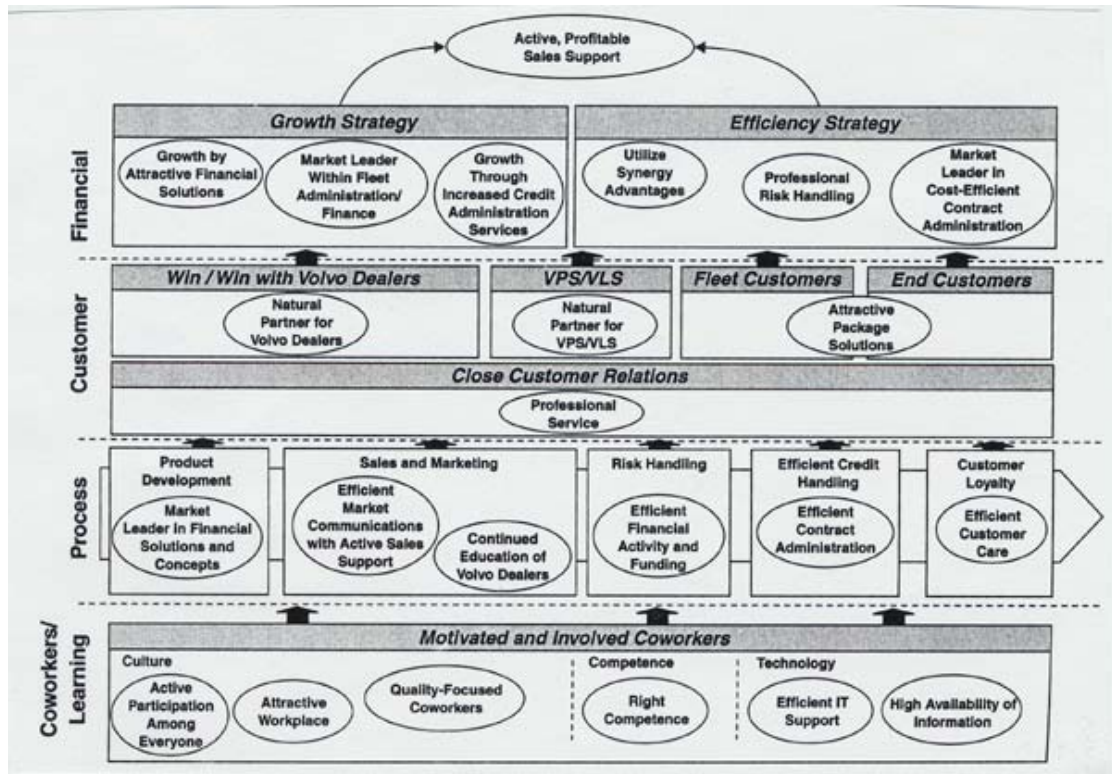 Active, Profitable
Sales Support
Financial
Growth Strategy
Growth by
Attractive Financial
Solutions
Market Leader
Within Fleet
Administration/
Finance
Growth
Through
Increased Credit
Administration
Services
Efficiency Strategy
Utilize
Synergy
Advantages
Professional
Risk Handling
Market
Leader in
Cost-Efficient
Contract
Administration
Customer
Win / Win with Volvo Dealers
Natural
Partner for
Volvo Dealers
VPS/VLS
Natural
Partner for
VPS/VLS
Fleet Customers
End Customers
Attractive
Package
Solutions
Close Customer Relations
Professional
Service
Process
Product
Development
Market
Leader in Financial
Solutions and
Concepts
Sales and Marketing
Efficient
Market
Communications
with Active Sales
Support
Continued
Education of
Volvo Dealers
Risk Handling
Efficient
Financial
Activity and
Funding
Efficient Credit
Handling
Efficient
Contract
Administration
Customer
Loyalty
Efficient
Customer
Care
Coworkers/
Learning
Motivated and Involved Coworkers
Culture
Active
Participation
Among
Everyone
Attractive
Workplace
Quality-Focused
Coworkers
Competence
Right
Competence
Technology
Efficient IT
Support
High Availability of
Information